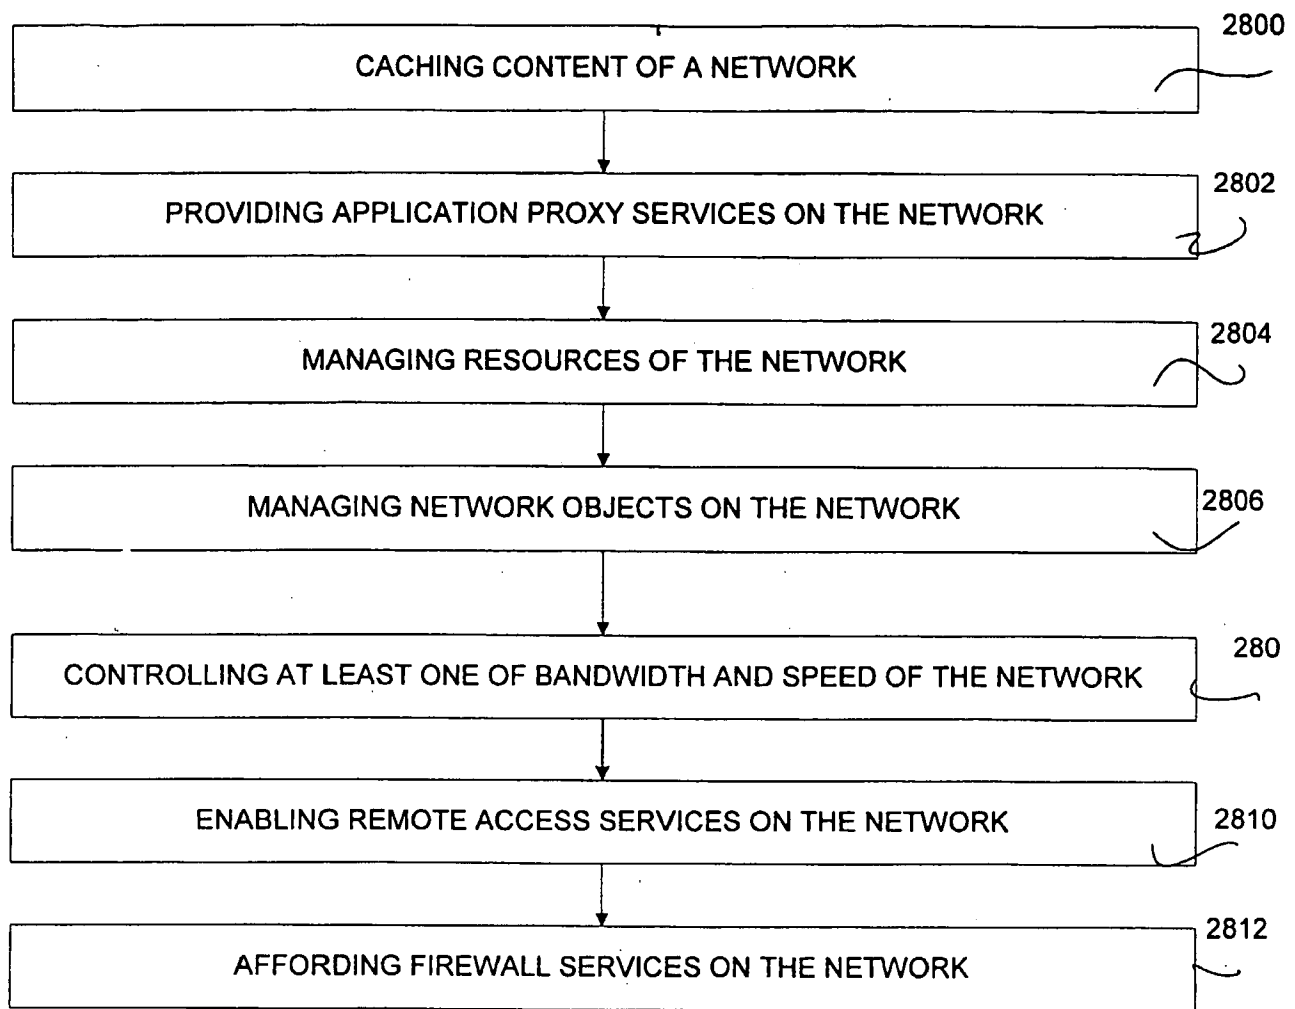 2800
CACHING CONTENT OF A NETWORK
2802
PROVIDING APPLICATION PROXY SERVICES ON THE NETWORK
2804
MANAGING RESOURCES OF THE NETWORK
2806
MANAGING NETWORK OBJECTS ON THE NETWORK
280
CONTROLLING AT LEAST ONE OF BANDWIDTH AND SPEED OF THE NETWORK
2810
ENABLING REMOTE ACCESS SERVICES ON THE NETWORK
2812
AFFORDING FIREWALL SERVICES ON THE NETWORK